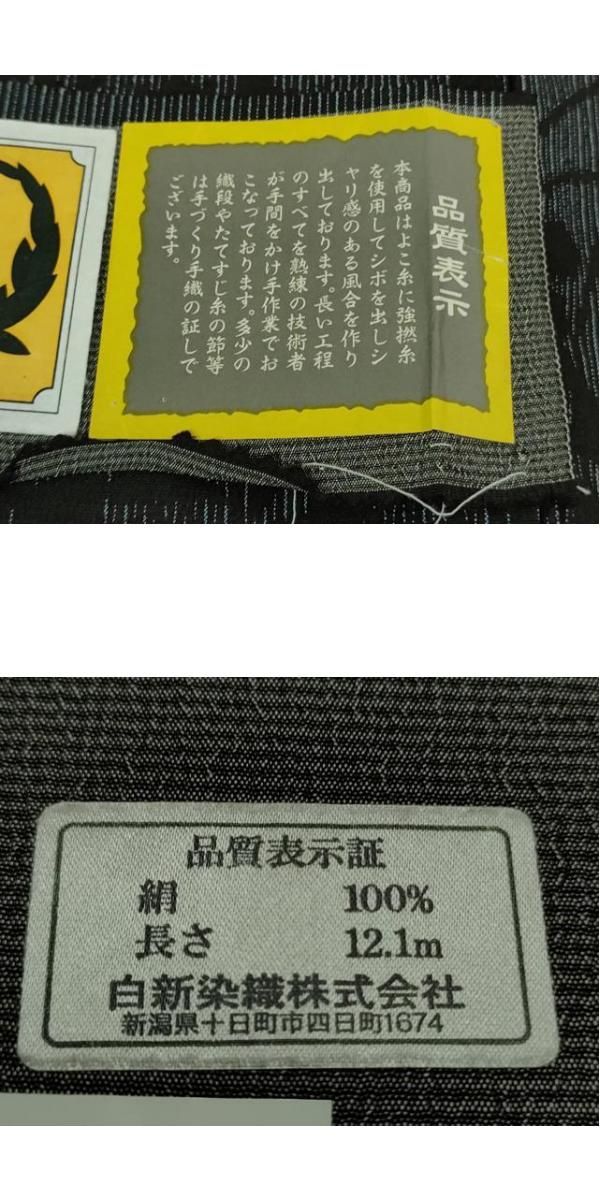 品質表示
本商品はよこ糸に強撚糸
を使用してシボを出しシ
ャリ感のある風合を作り
出しております。長い工程
のすべてを熟練の技術者
が手間をかけ手作業でお
こなっております。多少の
織段やたてすじ糸の節等
は手づくり手織の証しで
ございます。
品質表示証
絹 100%
長さ 12.1m
白新染織株式会社
新潟県十日町市四日町1674